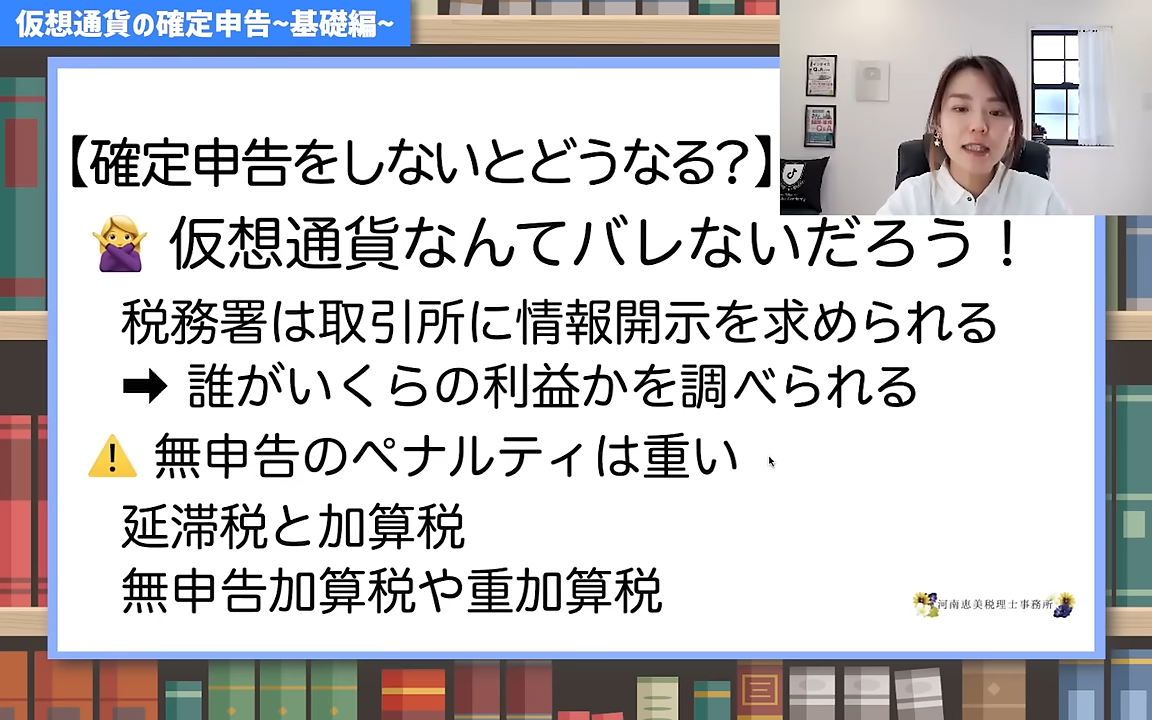 仮想通貨の確定申告~基礎編~
【確定申告をしないとどうなる?】
仮想通貨なんてバレないだろう！
税務署は取引所に情報開示を求められる
➡ 誰がいくらの利益かを調べられる
無申告のペナルティは重い
延滞税と加算税
無申告加算税や重加算税
河南恵美税理士事務所
Q&A
Q&A